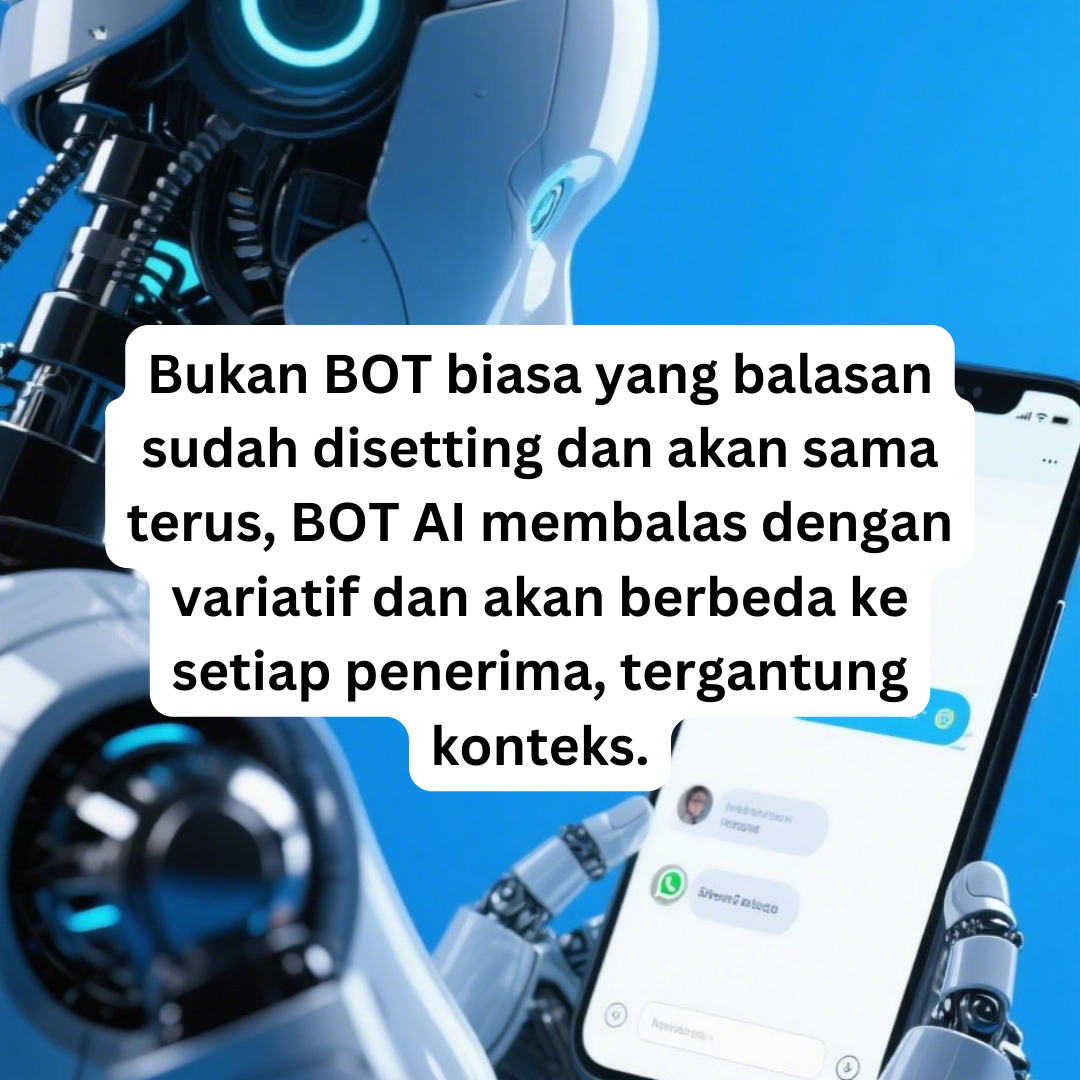 Bukan BOT biasa yang balasan
sudah disetting dan akan sama
terus, BOT AI membalas dengan
variatif dan akan berbeda ke
setiap penerima, tergantung
konteks.